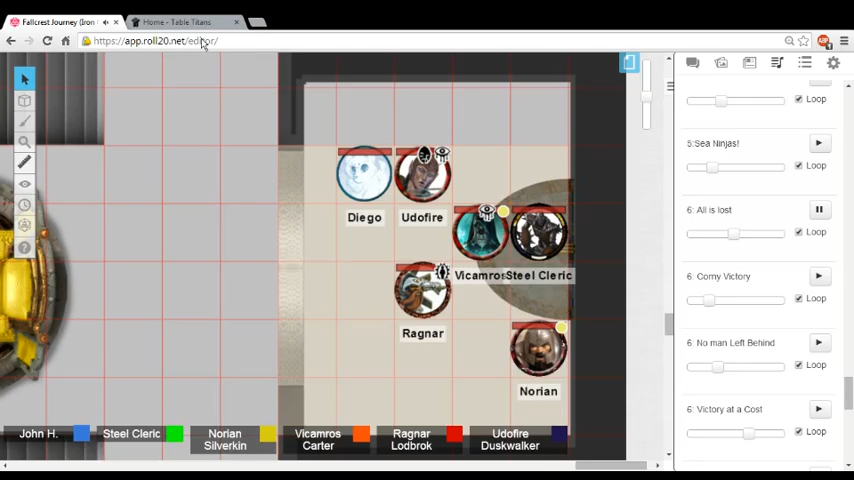 Fallcrest Journey (Iron
Home - Table Titans
https://app.roll20.net/editor/
ABP
Loop
5:Sea Ninjas!
Loop
6: All is lost
Loop
6: Corny Victory
Loop
6: No man Left Behind
Loop
6: Victory at a Cost
Loop
Diego
Udofire
Vicamros
Steel Cleric
Ragnar
Norian
John H.
Steel Cleric
Norian
Silverkin
Vicamros
Carter
Ragnar
Lodbrok
Udofire
Duskwalker